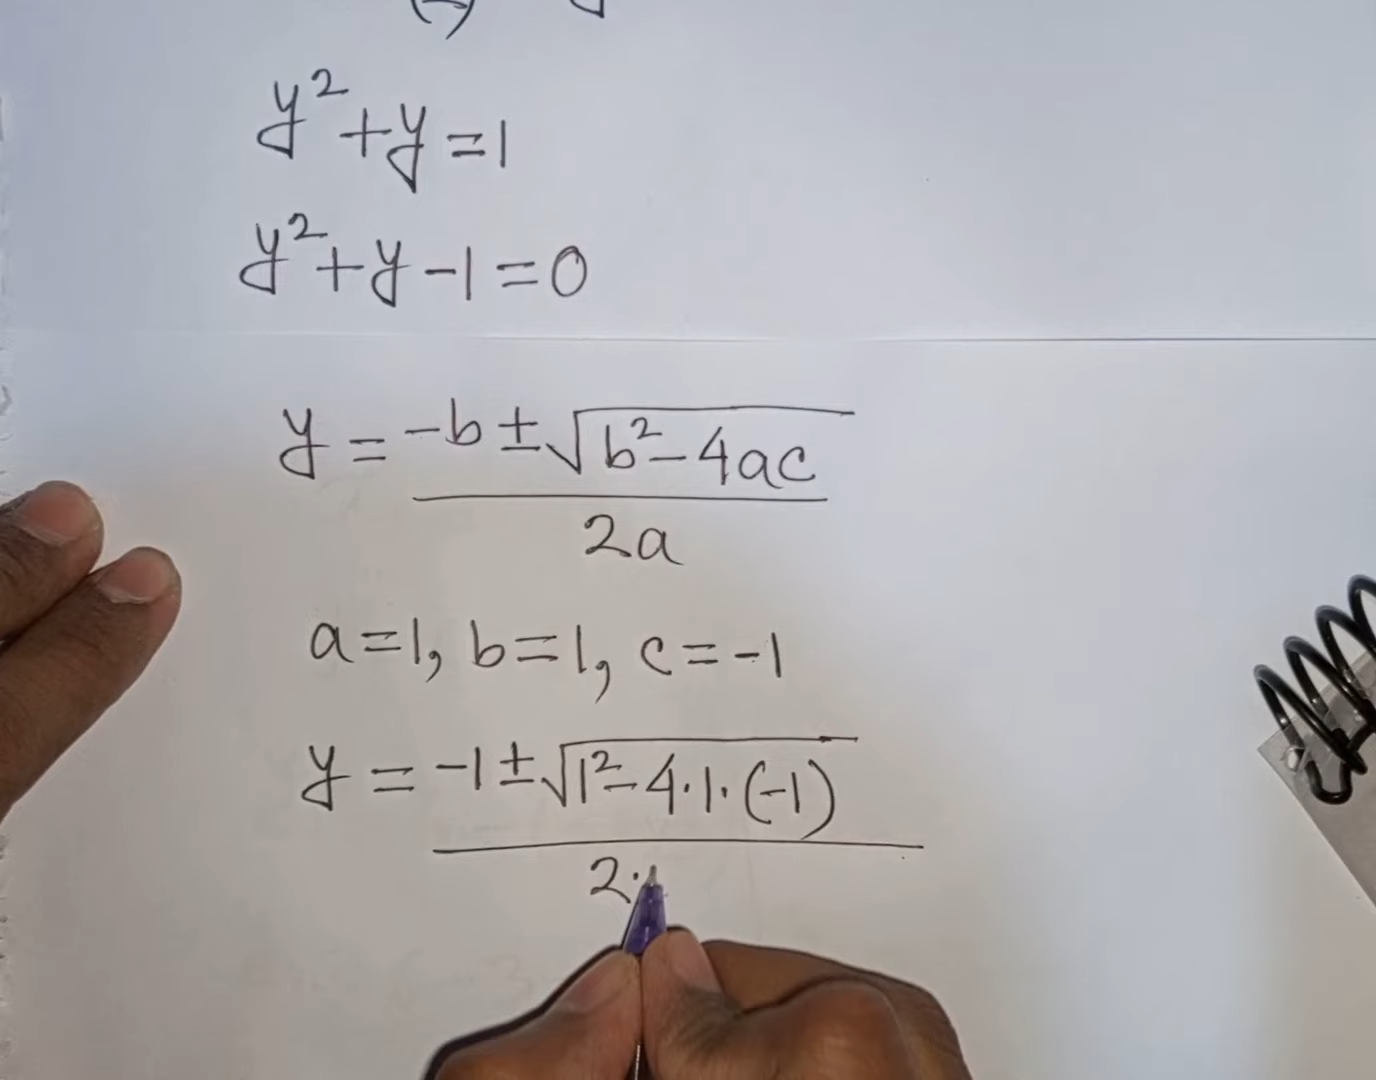 y²+y=1
y²+y-1=0
y = -b±√b²-4ac
2a
a=1, b=1, c=-1
y = -1±√1²-4·1·(-1)
2·